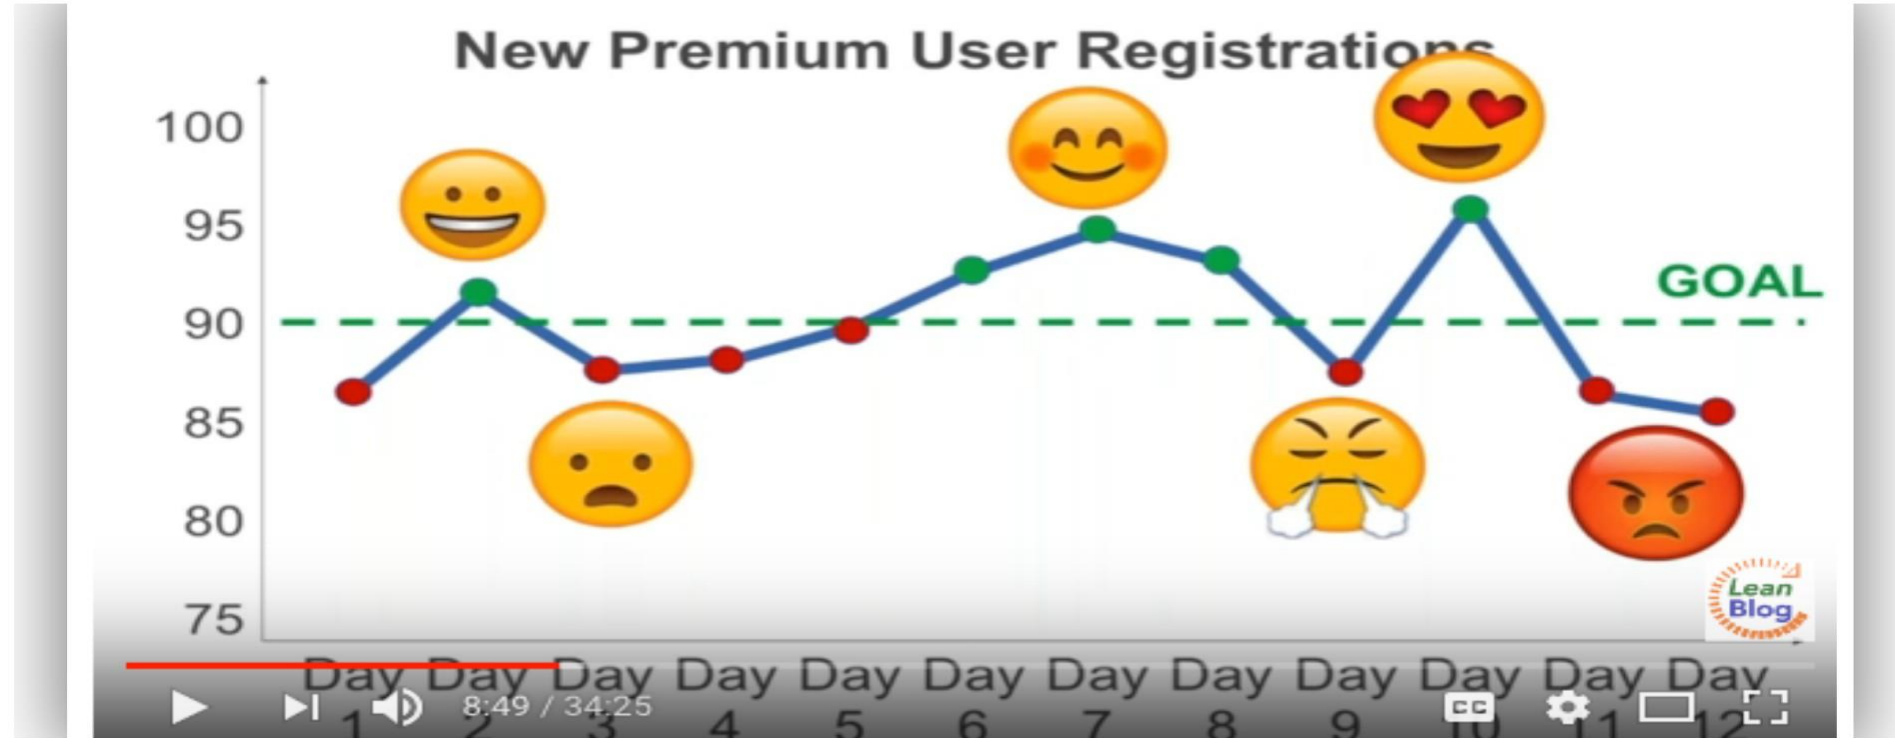 New Premium User Registrations
100
95
GOAL
90
85
80
75
Lean
Blog
Day Day Day Day Day Day Day Day Day Day Day Day
1 2 3 4 5 6 7 8 9 10 11 12
8:49 / 34:25
CC